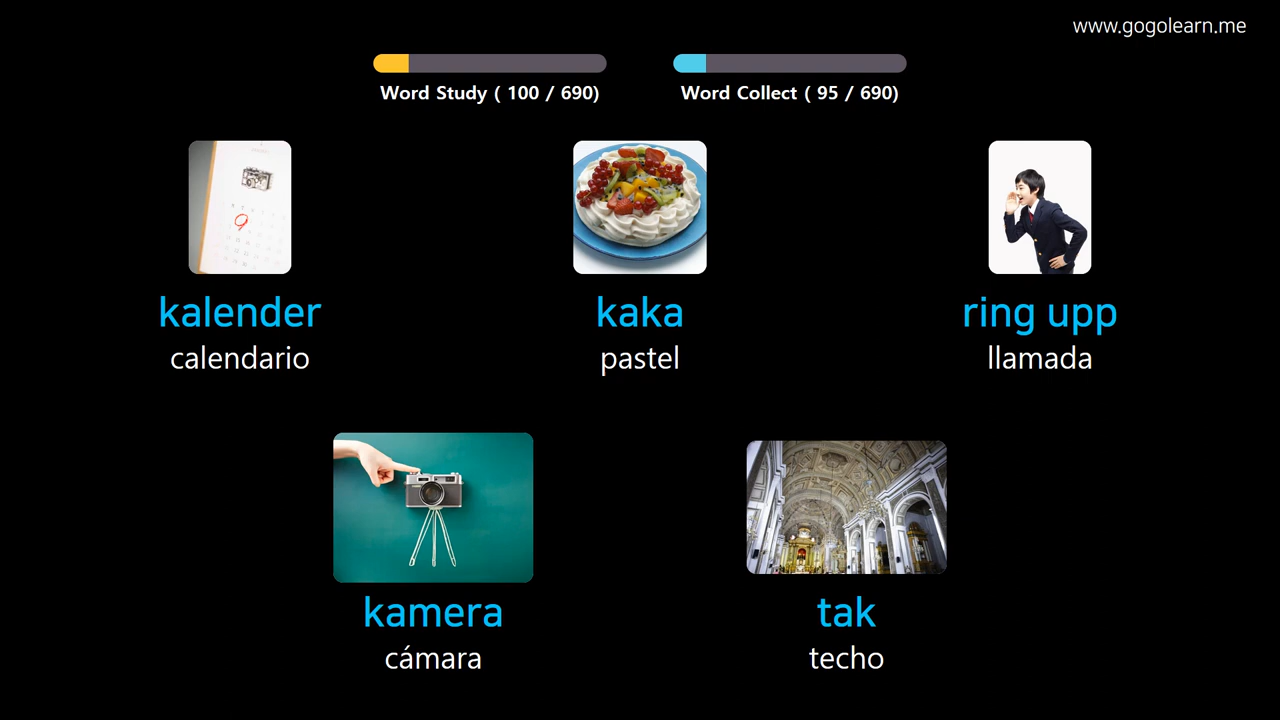 www.gogolearn.me
Word Study ( 100 / 690)
Word Collect ( 95 / 690)
kalender
calendario
kaka
pastel
ring upp
llamada
kamera
cámara
tak
techo